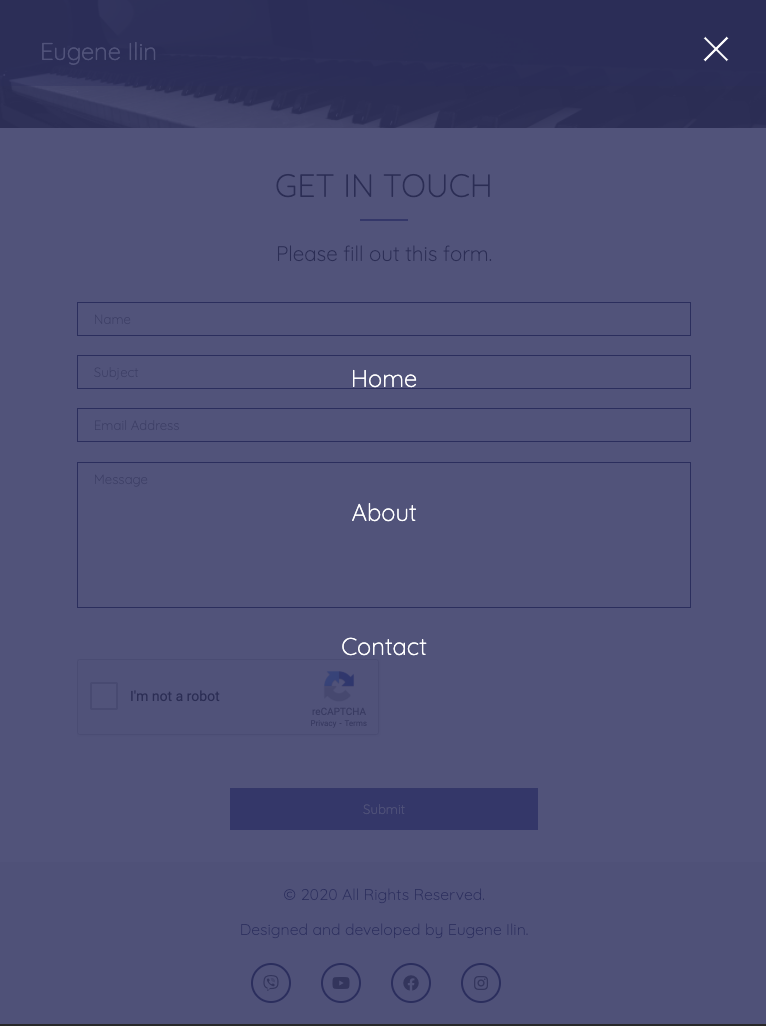 Eugene Ilin
GET IN TOUCH
Please fill out this form.
Name
Subject
Home
Email Address
Message
About
Contact
I'm not a robot
reCAPTCHA
Privacy - Terms
Submit
© 2020 All Rights Reserved.
Designed and developed by Eugene Ilin.